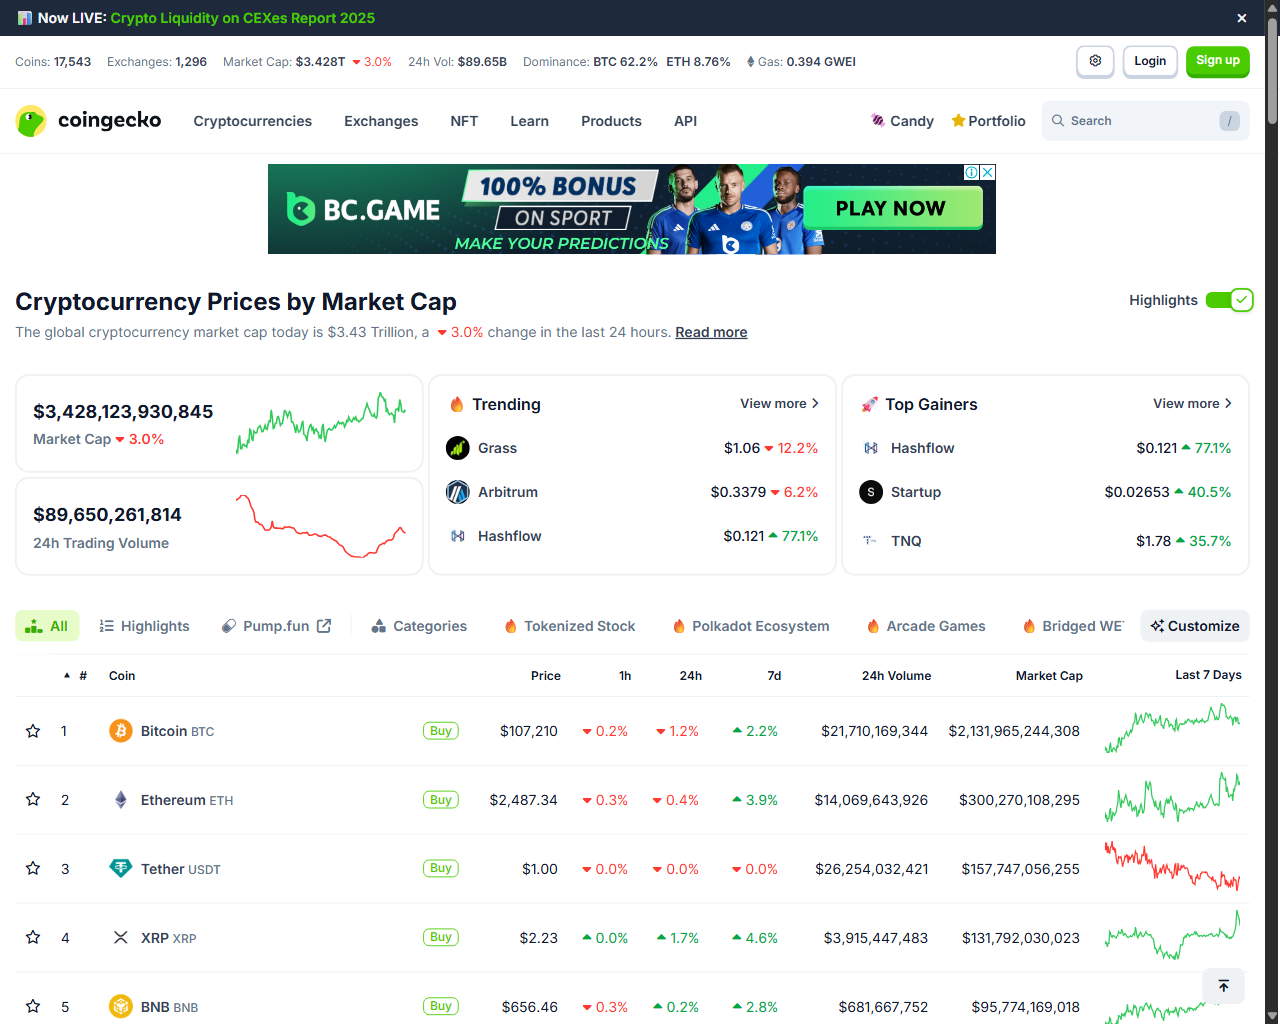 Now LIVE: Crypto Liquidity on CEXes Report 2025
Coins: 17,543 Exchanges: 1,296 Market Cap: $3.428T 3.0% 24h Vol: $89.65B Dominance: BTC 62.2% ETH 8.76% Gas: 0.394 GWEI
Login Sign up
coingecko Cryptocurrencies Exchanges NFT Learn Products API Candy Portfolio Search /
BC.GAME
100% BONUS
ON SPORT
MAKE YOUR PREDICTIONS
PLAY NOW
Cryptocurrency Prices by Market Cap
Highlights
The global cryptocurrency market cap today is $3.43 Trillion, a 3.0% change in the last 24 hours. Read more
$3,428,123,930,845
Market Cap 3.0%
$89,650,261,814
24h Trading Volume
Trending View more
Grass $1.06 12.2%
Arbitrum $0.3379 6.2%
Hashflow $0.121 77.1%
Top Gainers View more
Hashflow $0.121 77.1%
S Startup $0.02653 40.5%
TNQ $1.78 35.7%
All Highlights Pump.fun Categories Tokenized Stock Polkadot Ecosystem Arcade Games Bridged WE Customize
# Coin Price 1h 24h 7d 24h Volume Market Cap Last 7 Days
1 Bitcoin BTC Buy $107,210 0.2% 1.2% 2.2% $21,710,169,344 $2,131,965,244,308
2 Ethereum ETH Buy $2,487.34 0.3% 0.4% 3.9% $14,069,643,926 $300,270,108,295
3 Tether USDT Buy $1.00 0.0% 0.0% 0.0% $26,254,032,421 $157,747,056,255
4 XRP XRP Buy $2.23 0.0% 1.7% 4.6% $3,915,447,483 $131,792,030,023
5 BNB BNB Buy $656.46 0.3% 0.2% 2.8% $681,667,752 $95,774,169,018